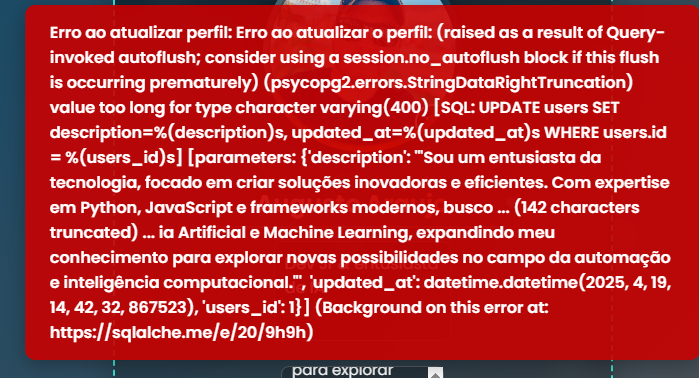 Erro ao atualizar perfil: Erro ao atualizar o perfil: (raised as a result of Query-
invoked autoflush; consider using a session.no_autoflush block if this flush
is occurring prematurely) (psycopg2.errors.StringDataRightTruncation)
value too long for type character varying(400) [SQL: UPDATE users SET
description=%(description)s, updated_at=%(updated_at)s WHERE users.id
= %(users_id)s] [parameters: {'description': '"Sou um entusiasta da
tecnologia, focado em criar soluções inovadoras e eficientes. Com expertise
em Python, JavaScript e frameworks modernos, busco ... (142 characters
truncated) ... ia Artificial e Machine Learning, expandindo meu
conhecimento para explorar novas possibilidades no campo da automação
e inteligência computacional."', 'updated_at': datetime.datetime(2025, 4, 19,
14, 42, 32, 867523), 'users_id': 1}] (Background on this error at:
https://sqlalche.me/e/20/9h9h)
para explorar